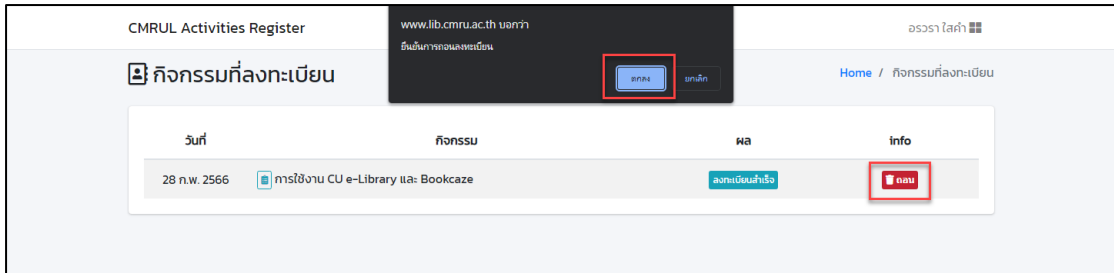 CMRUL Activities Register
www.lib.cmru.ac.th บอกว่า
ยืนยันการถอนลงทะเบียน
ตกลง ยกเลิก
อรวรา ใสคำ
กิจกรรมที่ลงทะเบียน
Home / กิจกรรมที่ลงทะเบียน
วันที่ กิจกรรม ผล info
28 ก.พ. 2566 การใช้งาน CU e-Library และ Bookcaze ลงทะเบียนสำเร็จ ถอน